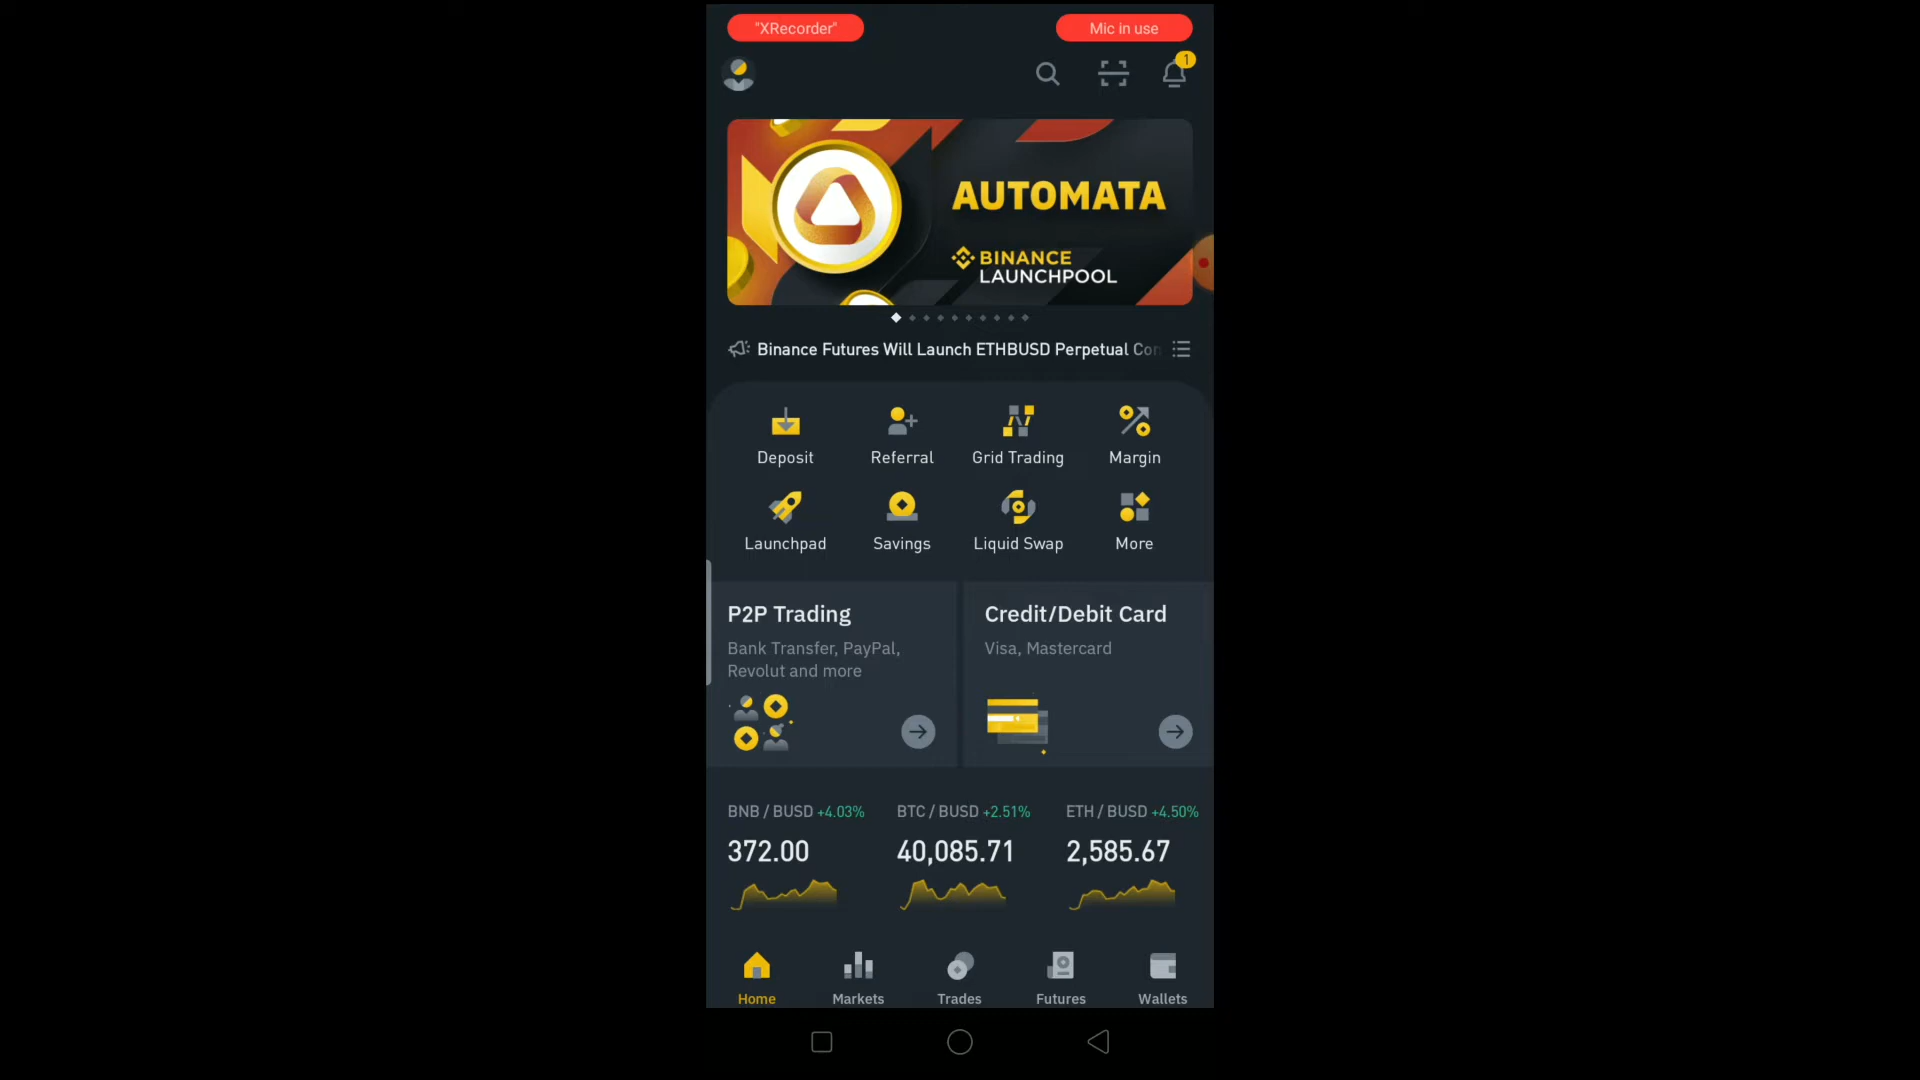 "XRecorder" Mic in use
1
AUTOMATA
BINANCE
LAUNCHPOOL
Binance Futures Will Launch ETHBUSD Perpetual Con
Deposit Referral Grid Trading Margin
Launchpad Savings Liquid Swap More
P2P Trading Credit/Debit Card
Bank Transfer, PayPal, Visa, Mastercard
Revolut and more
BNB / BUSD +4.03% BTC / BUSD +2.51% ETH / BUSD +4.50%
372.00 40,085.71 2,585.67
Home Markets Trades Futures Wallets